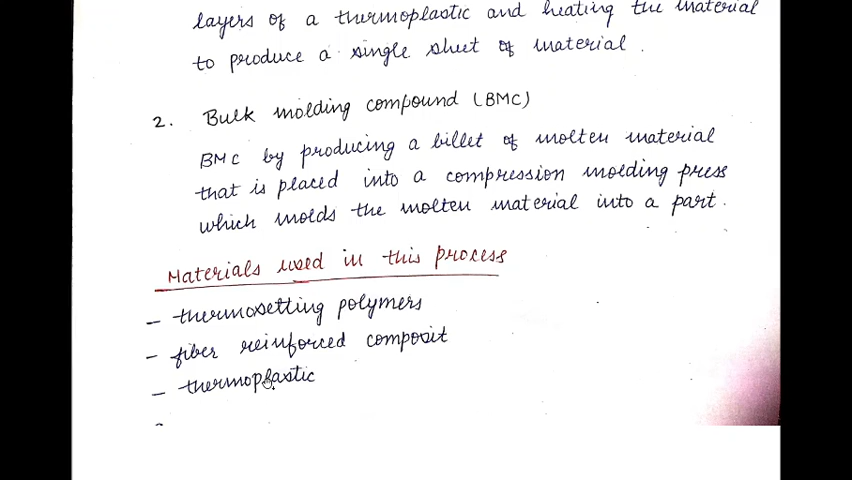 layers of a thermoplastic and heating the material
to produce a single sheet of material.
2. Bulk molding compound (BMC)
BMC by producing a billet of molten material
that is placed into a compression molding press
which molds the molten material into a part.
Materials used in this process
- thermosetting polymers
- fiber reinforced composit
- thermoplastic